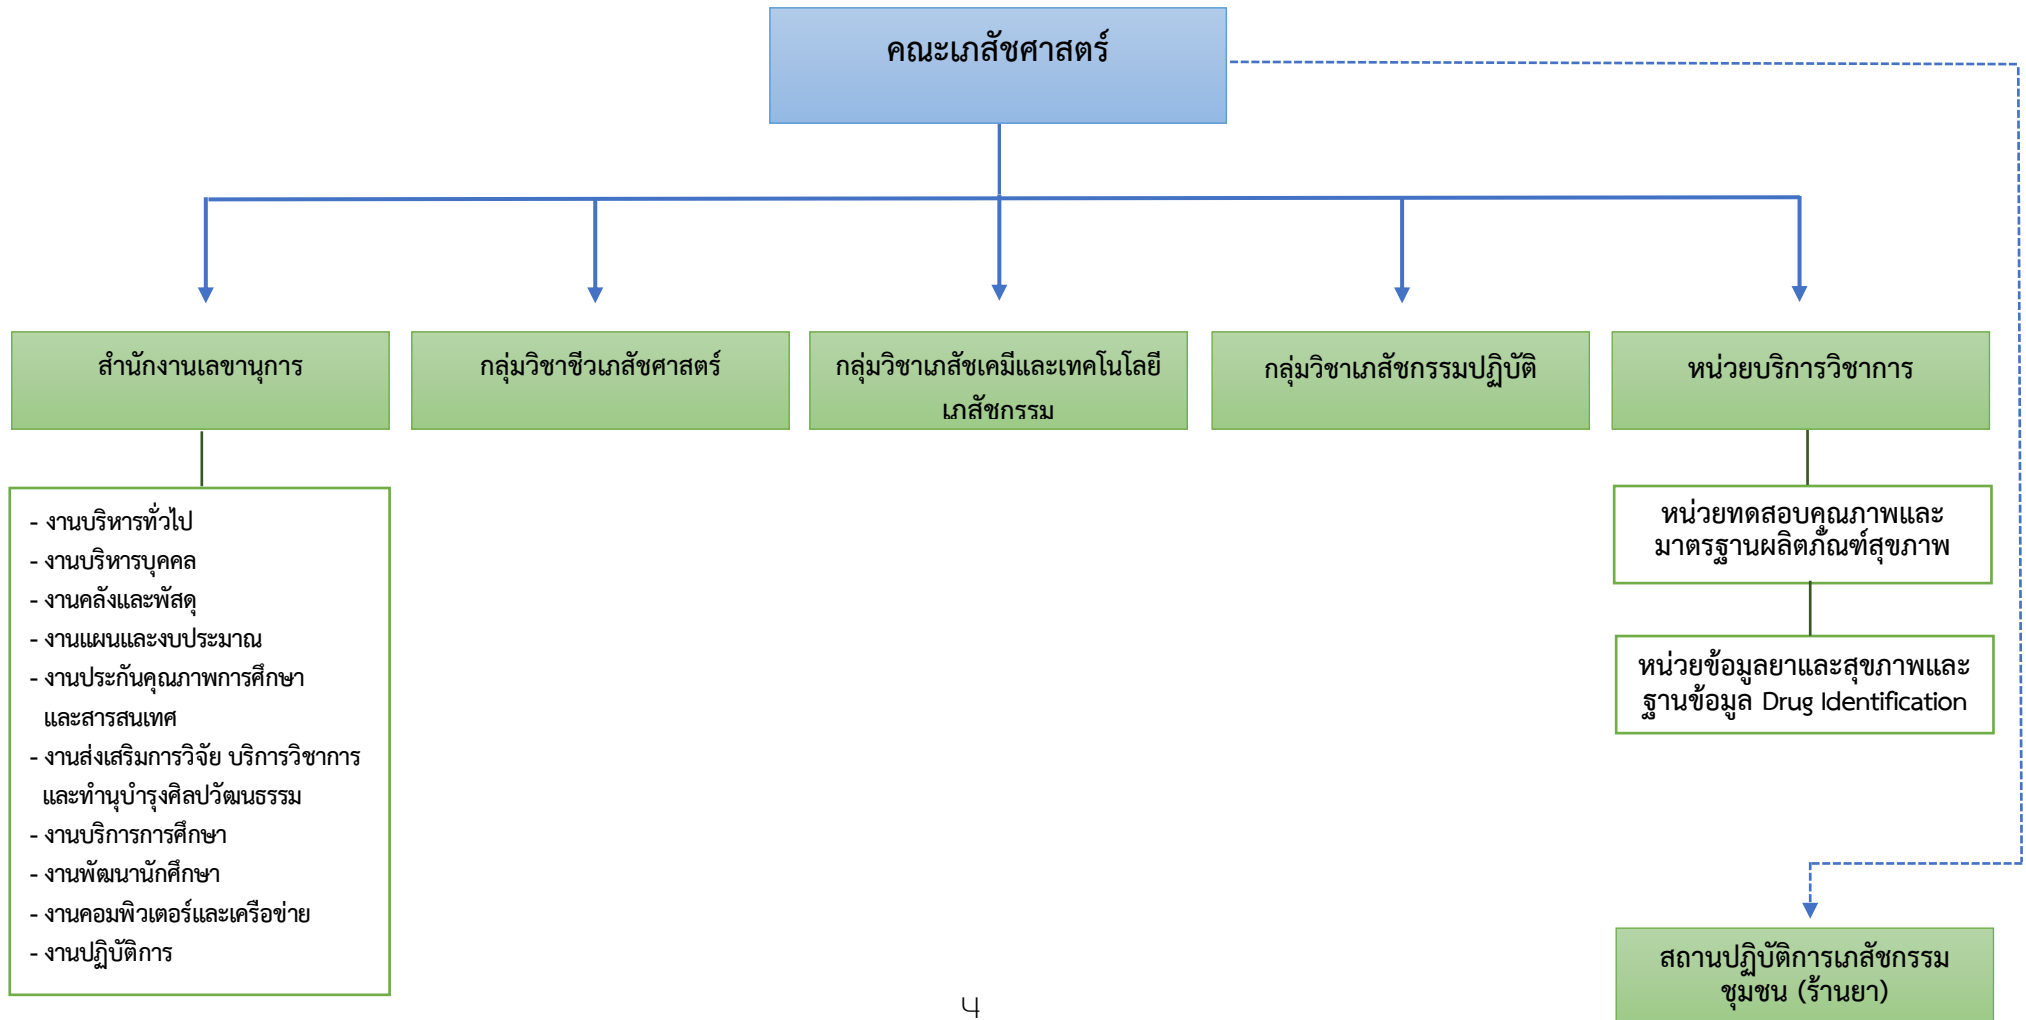 คณะเภสัชศาสตร์
สำนักงานเลขานุการ
กลุ่มวิชาชีวเภสัชศาสตร์
กลุ่มวิชาเภสัชเคมีและเทคโนโลยี
เภสัชกรรม
กลุ่มวิชาเภสัชกรรมปฏิบัติ
หน่วยบริการวิชาการ
- งานบริหารทั่วไป
- งานบริหารบุคคล
- งานคลังและพัสดุ
- งานแผนและงบประมาณ
- งานประกันคุณภาพการศึกษา
และสารสนเทศ
- งานส่งเสริมการวิจัย บริการวิชาการ
และทำนุบำรุงศิลปวัฒนธรรม
- งานบริการการศึกษา
- งานพัฒนานักศึกษา
- งานคอมพิวเตอร์และเครือข่าย
- งานปฏิบัติการ
หน่วยทดสอบคุณภาพและ
มาตรฐานผลิตภัณฑ์สุขภาพ
หน่วยข้อมูลยาและสุขภาพและ
ฐานข้อมูล Drug Identification
สถานปฏิบัติการเภสัชกรรม
ชุมชน (ร้านยา)